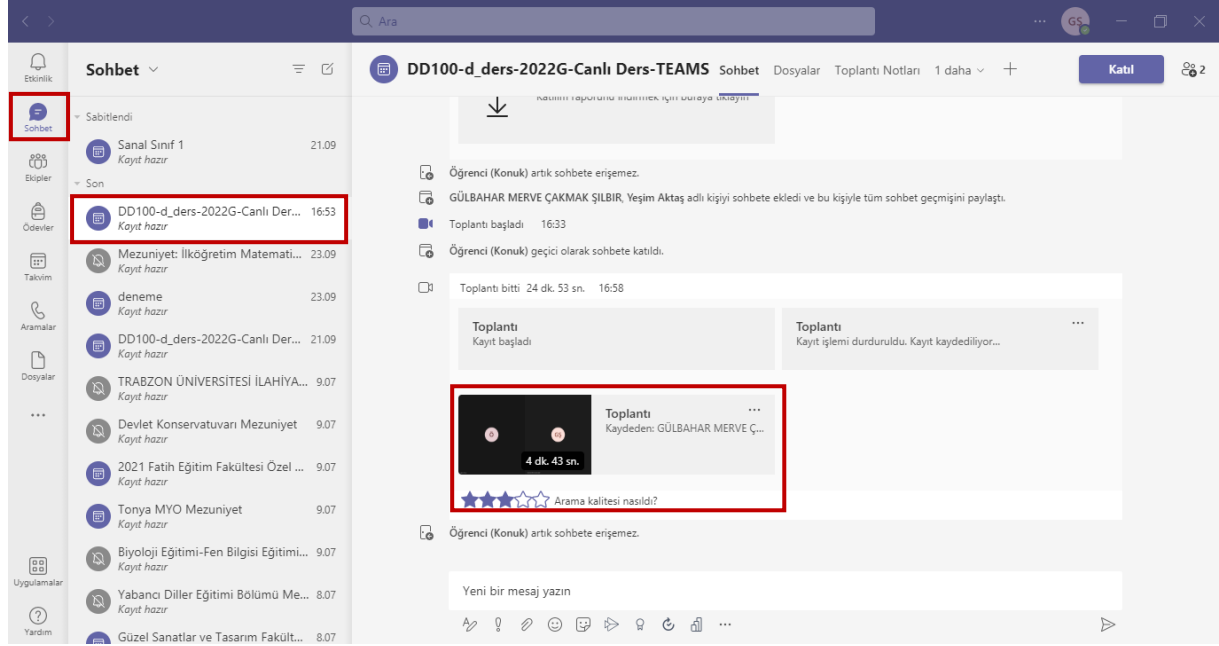 Ara
GS
Etkinlik
Sohbet
Ekipler
Ödevler
Takvim
Aramalar
Dosyalar
Uygulamalar
Yardım
Sohbet
Sabitlendi
Sanal Sınıf 1 21.09
Kayıt hazır
Son
DD100-d_ders-2022G-Canlı Der... 16:53
Kayıt hazır
Mezuniyet: İlköğretim Matemati... 23.09
Kayıt hazır
deneme 23.09
Kayıt hazır
DD100-d_ders-2022G-Canlı Der... 21.09
Kayıt hazır
TRABZON ÜNİVERSİTESİ İLAHİYA... 9.07
Kayıt hazır
Devlet Konservatuvarı Mezuniyet 9.07
Kayıt hazır
2021 Fatih Eğitim Fakültesi Özel ... 9.07
Kayıt hazır
Tonya MYO Mezuniyet 9.07
Kayıt hazır
Biyoloji Eğitimi-Fen Bilgisi Eğitimi... 9.07
Kayıt hazır
Yabancı Diller Eğitimi Bölümü Me... 8.07
Kayıt hazır
Güzel Sanatlar ve Tasarım Fakült... 8.07
DD100-d_ders-2022G-Canlı Ders-TEAMS Sohbet Dosyalar Toplantı Notları 1 daha Katıl 2
Katılım raporunu indirmek için buraya tıklayın
Öğrenci (Konuk) artık sohbete erişemez.
GÜLBAHAR MERVE ÇAKMAK ŞILBIR, Yeşim Aktaş adlı kişiyi sohbete ekledi ve bu kişiyle tüm sohbet geçmişini paylaştı.
Toplantı başladı 16:33
Öğrenci (Konuk) geçici olarak sohbete katıldı.
Toplantı bitti 24 dk. 53 sn. 16:58
Toplantı
Kayıt başladı
Toplantı
Kayıt işlemi durduruldu. Kayıt kaydediliyor...
Toplantı
Kaydeden: GÜLBAHAR MERVE Ç...
Ö
GŞ
4 dk. 43 sn.
Arama kalitesi nasıldı?
Öğrenci (Konuk) artık sohbete erişemez.
Yeni bir mesaj yazın